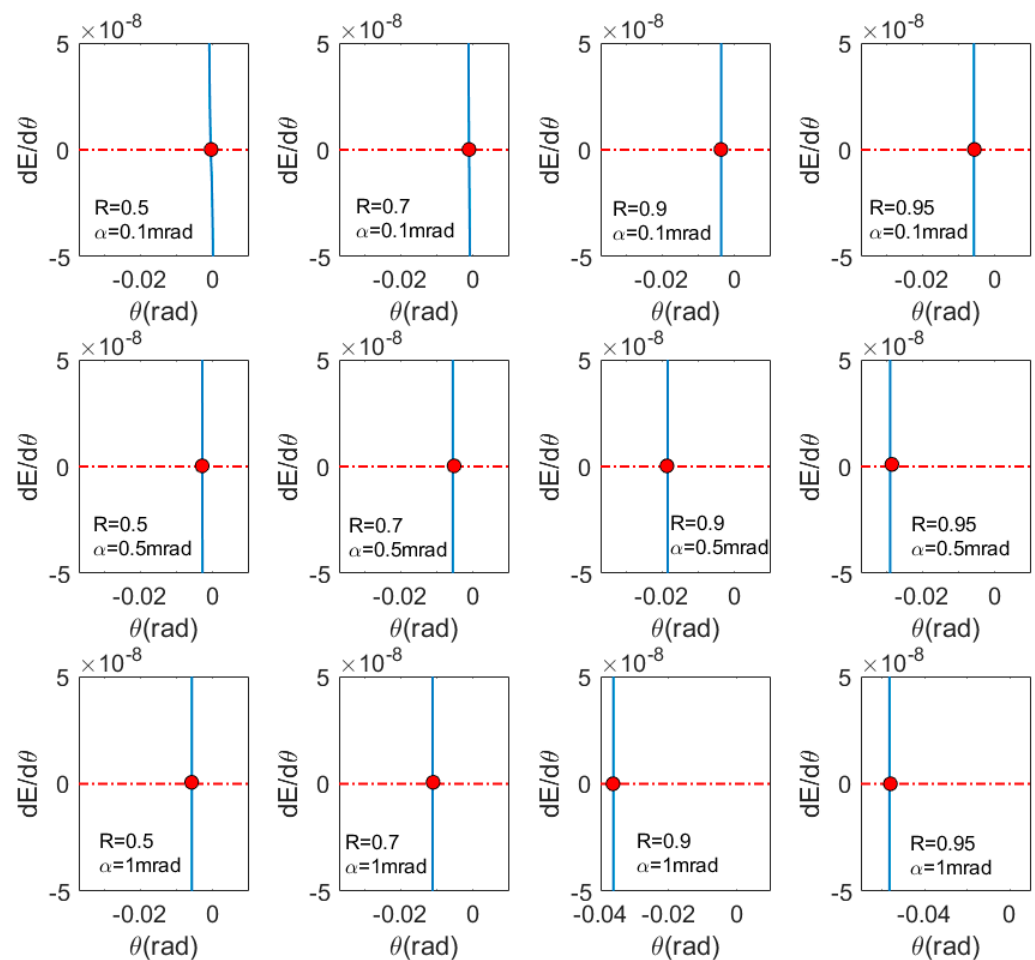 ×10-8
5
0
-5
dE/dθ
R=0.5
α=0.1mrad
-0.02 0
θ(rad)
×10-8
5
0
-5
dE/dθ
R=0.7
α=0.1mrad
-0.02 0
θ(rad)
×10-8
5
0
-5
dE/dθ
R=0.9
α=0.1mrad
-0.02 0
θ(rad)
×10-8
5
0
-5
dE/dθ
R=0.95
α=0.1mrad
-0.02 0
θ(rad)
×10-8
5
0
-5
dE/dθ
R=0.5
α=0.5mrad
-0.02 0
θ(rad)
×10-8
5
0
-5
dE/dθ
R=0.7
α=0.5mrad
-0.02 0
θ(rad)
×10-8
5
0
-5
dE/dθ
R=0.9
α=0.5mrad
-0.02 0
θ(rad)
×10-8
5
0
-5
dE/dθ
R=0.95
α=0.5mrad
-0.02 0
θ(rad)
×10-8
5
0
-5
dE/dθ
R=0.5
α=1mrad
-0.02 0
θ(rad)
×10-8
5
0
-5
dE/dθ
R=0.7
α=1mrad
-0.02 0
θ(rad)
×10-8
5
0
-5
dE/dθ
R=0.9
α=1mrad
-0.04 -0.02 0
θ(rad)
×10-8
5
0
-5
dE/dθ
R=0.95
α=1mrad
-0.04 0
θ(rad)